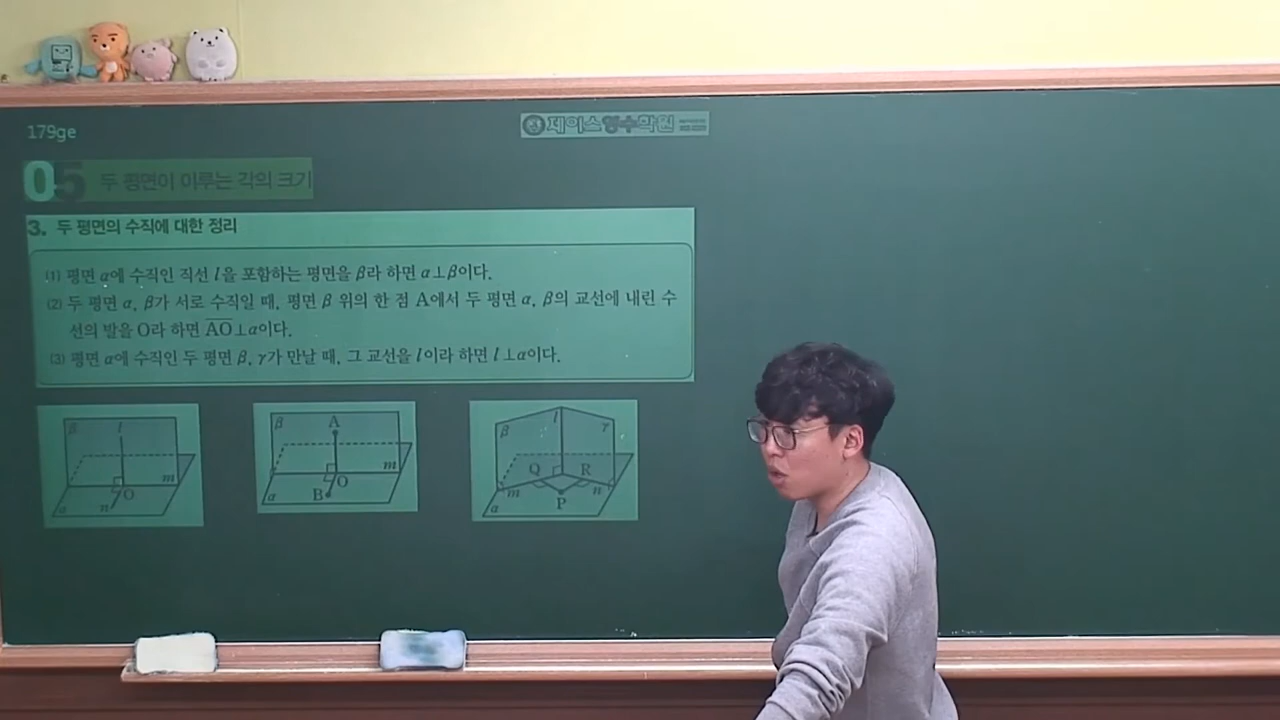 179ge
제이스영수학원
05 두 평면이 이루는 각의 크기
3. 두 평면의 수직에 대한 정리
(1) 평면 α에 수직인 직선 l을 포함하는 평면을 β라 하면 α⊥β이다.
(2) 두 평면 α, β가 서로 수직일 때, 평면 β 위의 한 점 A에서 두 평면 α, β의 교선에 내린 수
선의 발을 O라 하면 AO⊥α이다.
(3) 평면 α에 수직인 두 평면 β, γ가 만날 때, 그 교선을 l이라 하면 l⊥α이다.
β l m O n α
β A m O B α
β l γ Q R m n P α